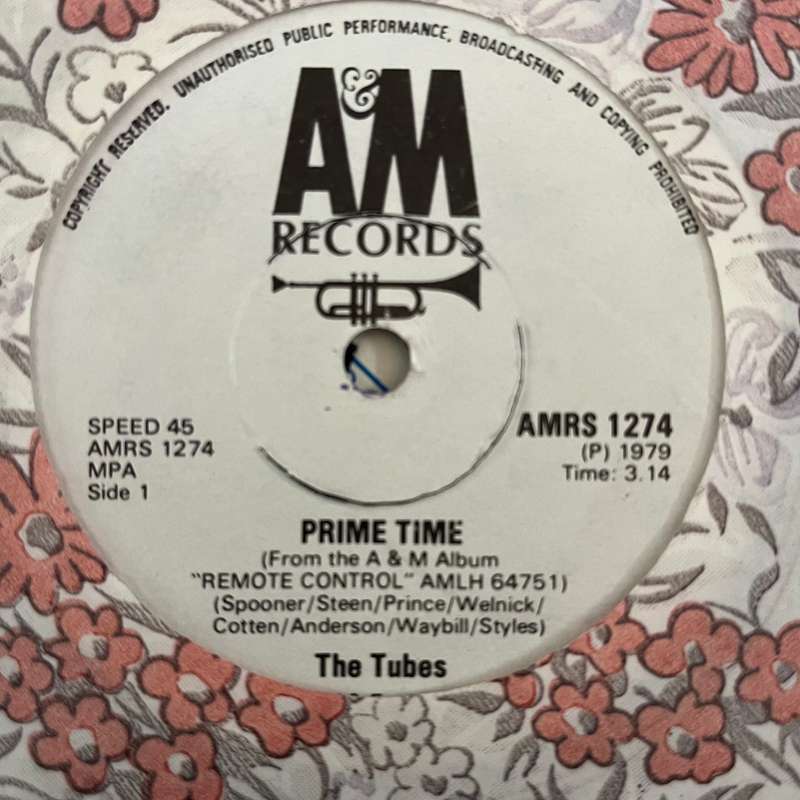 COPYRIGHT RESERVED. UNAUTHORISED PUBLIC PERFORMANCE, BROADCASTING AND COPYING PROHIBITED
A&M
RECORDS
SPEED 45
AMRS 1274
MPA
Side 1
AMRS 1274
(P) 1979
Time: 3.14
PRIME TIME
(From the A & M Album
"REMOTE CONTROL" AMLH 64751)
(Spooner/Steen/Prince/Welnick/
Cotten/Anderson/Waybill/Styles)
The Tubes